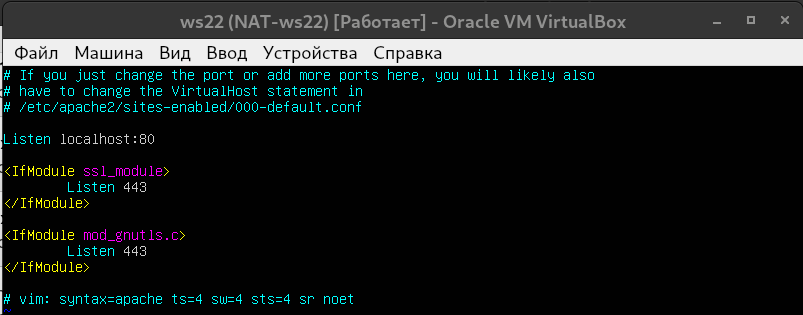 ws22 (NAT-ws22) [Работает] - Oracle VM VirtualBox
Файл Машина Вид Ввод Устройства Справка
# If you just change the port or add more ports here, you will likely also
# have to change the VirtualHost statement in
# /etc/apache2/sites-enabled/000-default.conf
Listen localhost:80
<IfModule ssl_module>
        Listen 443
</IfModule>
<IfModule mod_gnutls.c>
        Listen 443
</IfModule>
# vim: syntax=apache ts=4 sw=4 sts=4 sr noet